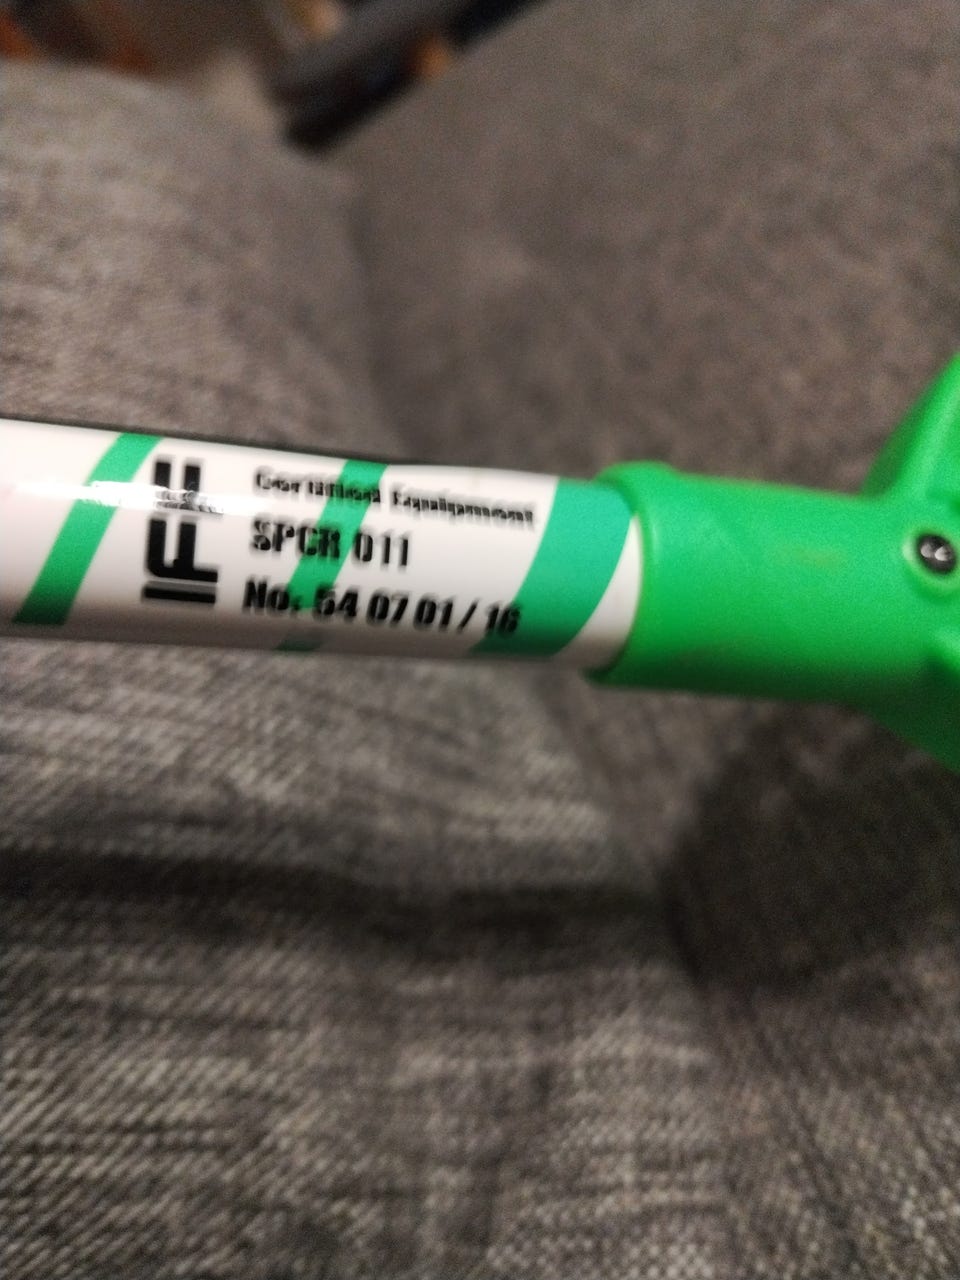 IFF
Certified Equipment
SPCR 011
No. 54 07 01 / 16